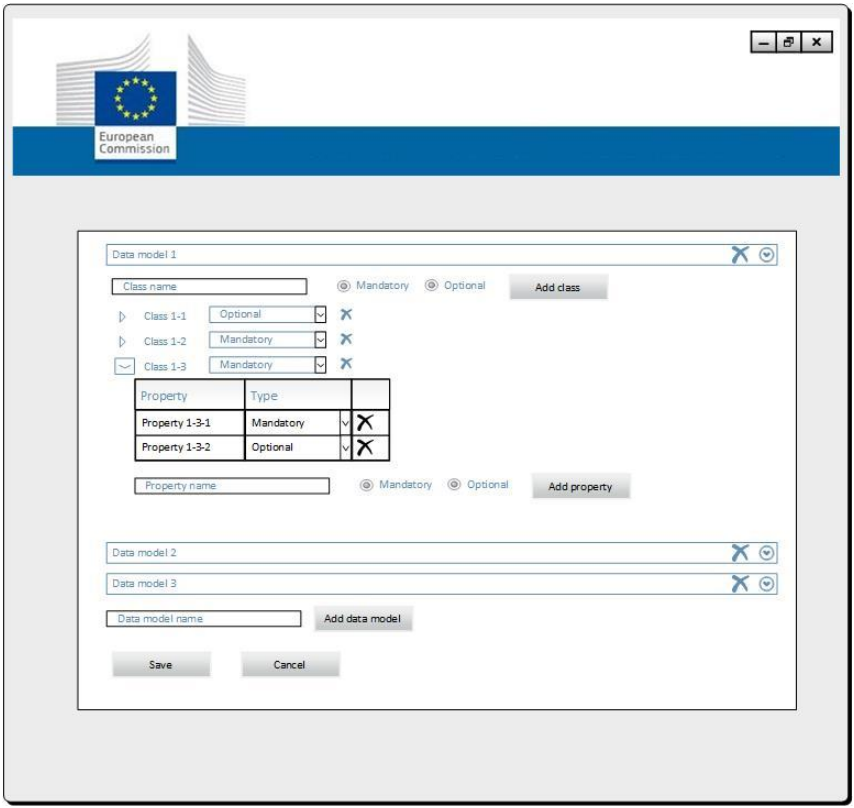 European
Commission
Data model 1
Class name Mandatory Optional Add class
Class 1-1 Optional
Class 1-2 Mandatory
Class 1-3 Mandatory
Property Type
Property 1-3-1 Mandatory
Property 1-3-2 Optional
Property name Mandatory Optional Add property
Data model 2
Data model 3
Data model name Add data model
Save Cancel